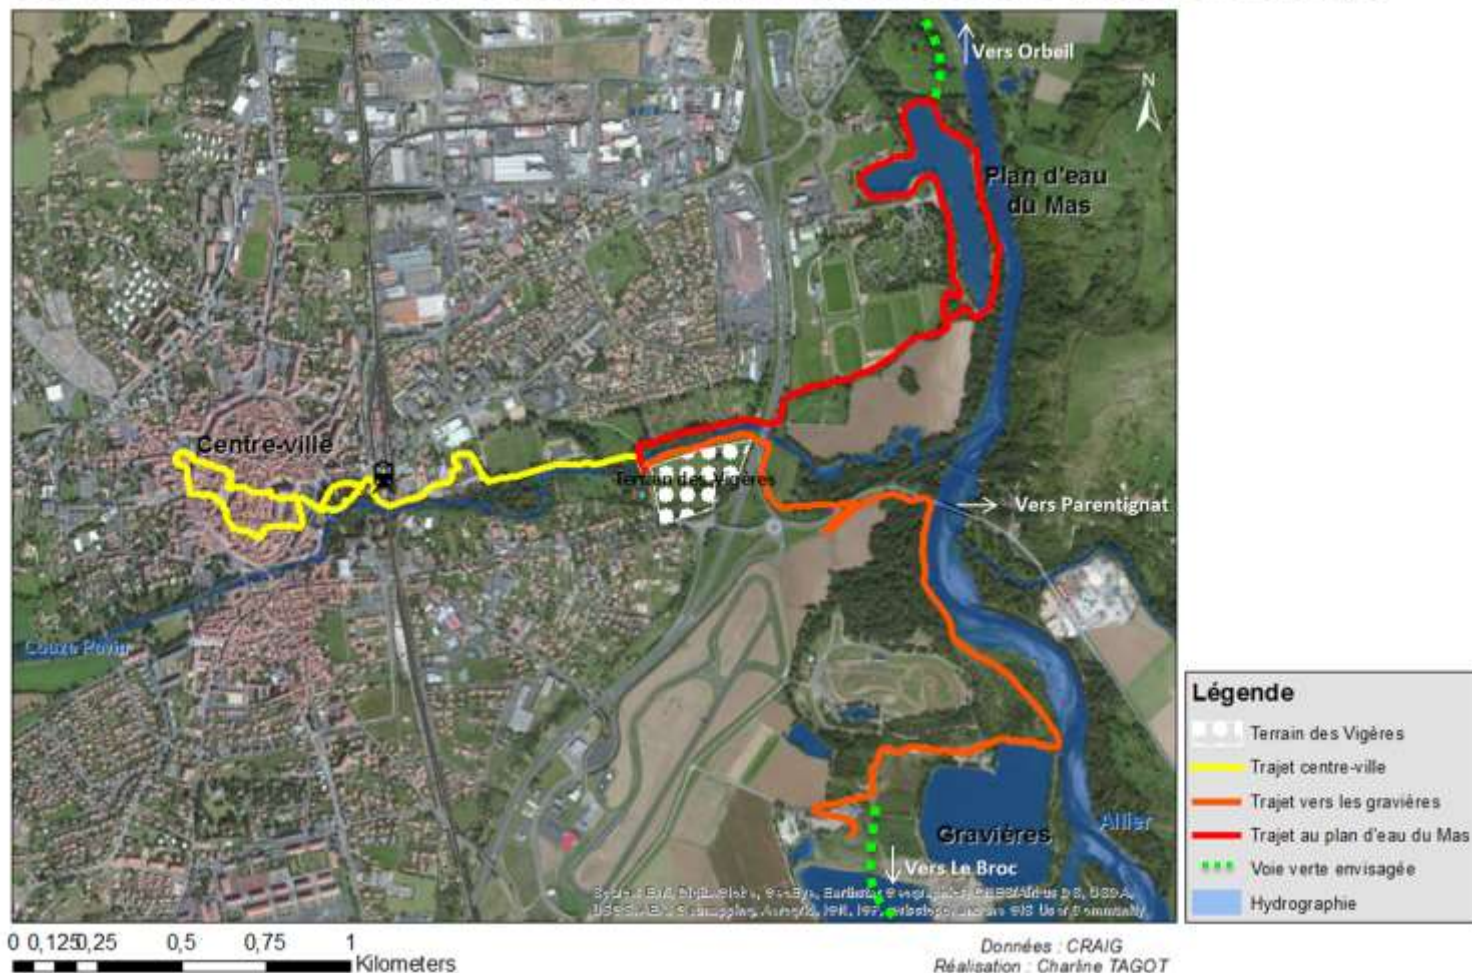 Vers Orbeil
N
Plan d'eau
du Mas
Centre-ville
Terrain des Vigères
Vers Parentignat
Couze Pavin
Gravières
Allier
Vers Le Broc
Légende
Terrain des Vigères
Trajet centre-ville
Trajet vers les gravières
Trajet au plan d'eau du Mas
Voie verte envisagée
Hydrographie
0 0,125 0,25 0,5 0,75 1
Kilometers
Données : CRAIG
Réalisation : Charline TAGOT